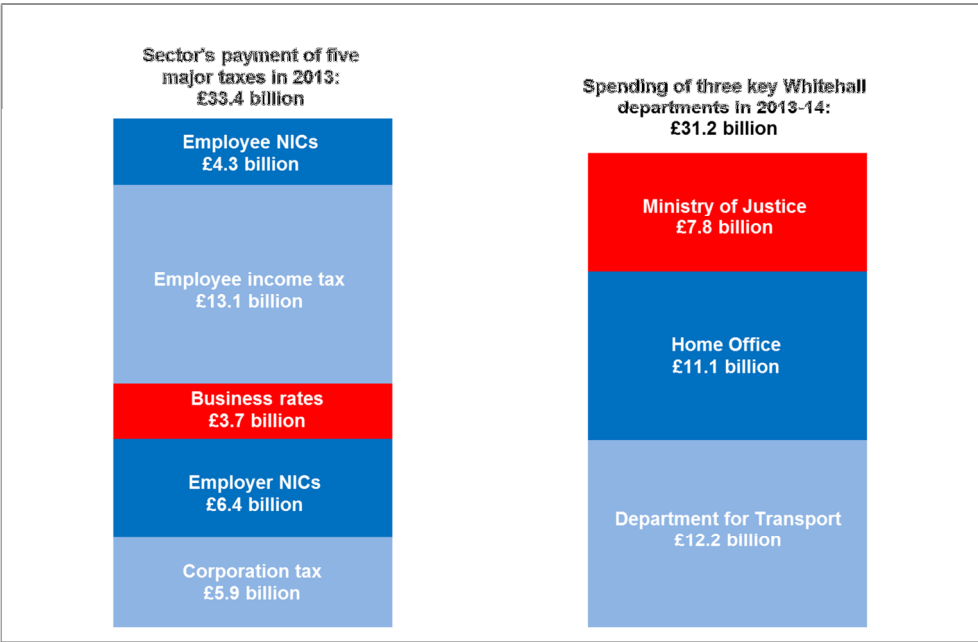 Sector's payment of five
major taxes in 2013:
£33.4 billion
Employee NICs
£4.3 billion
Employee income tax
£13.1 billion
Business rates
£3.7 billion
Employer NICs
£6.4 billion
Corporation tax
£5.9 billion
Spending of three key Whitehall
departments in 2013-14:
£31.2 billion
Ministry of Justice
£7.8 billion
Home Office
£11.1 billion
Department for Transport
£12.2 billion